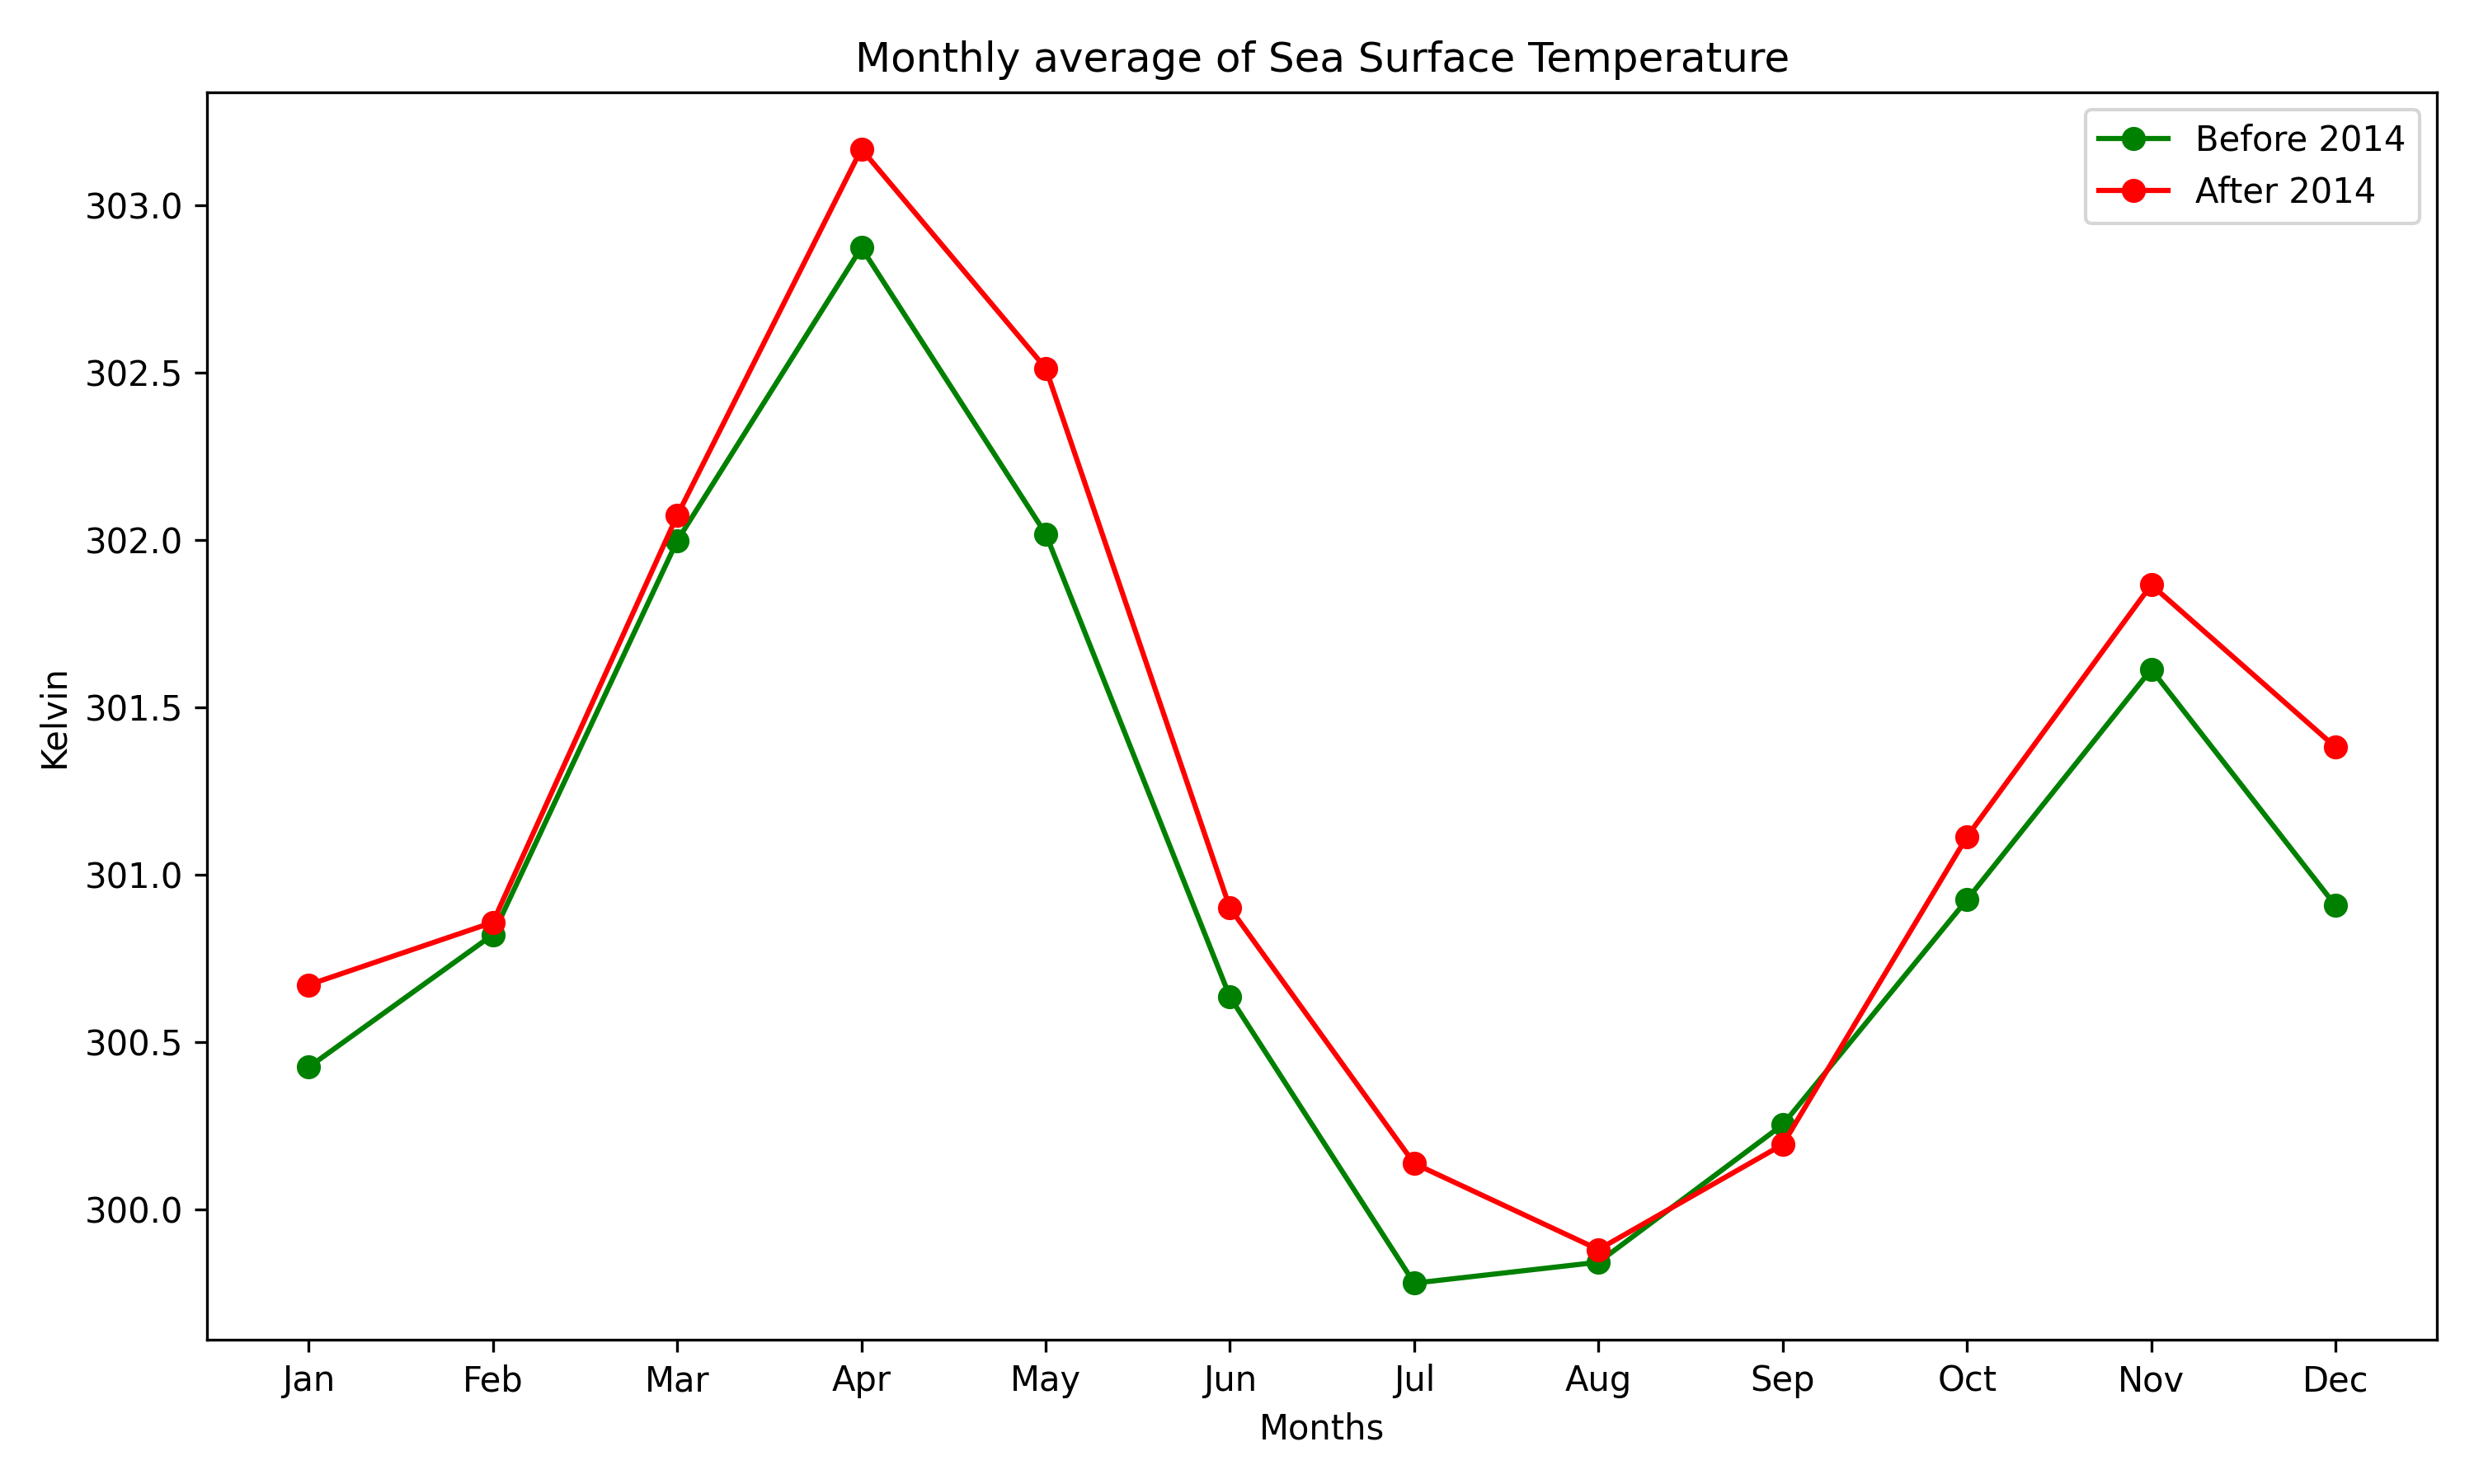 Monthly average of Sea Surface Temperature
Before 2014
After 2014
303.0
302.5
302.0
301.5
301.0
300.5
300.0
Kelvin
Jan Feb Mar Apr May Jun Jul Aug Sep Oct Nov Dec
Months